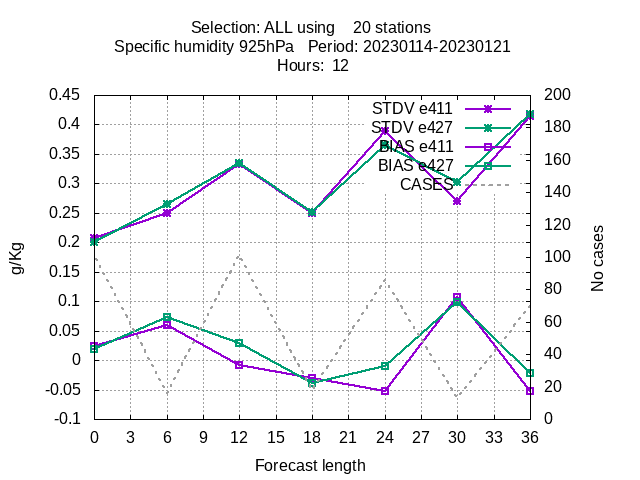 Selection: ALL using    20 stations
Specific humidity 925hPa   Period: 20230114-20230121
Hours:  12
0.45
0.4
0.35
0.3
0.25
0.2
0.15
0.1
0.05
0
-0.05
-0.1
g/Kg
STDV e411
STDV e427
BIAS e411
BIAS e427
CASES
200
180
160
140
120
100
80
60
40
20
0
No cases
0 3 6 9 12 15 18 21 24 27 30 33 36
Forecast length